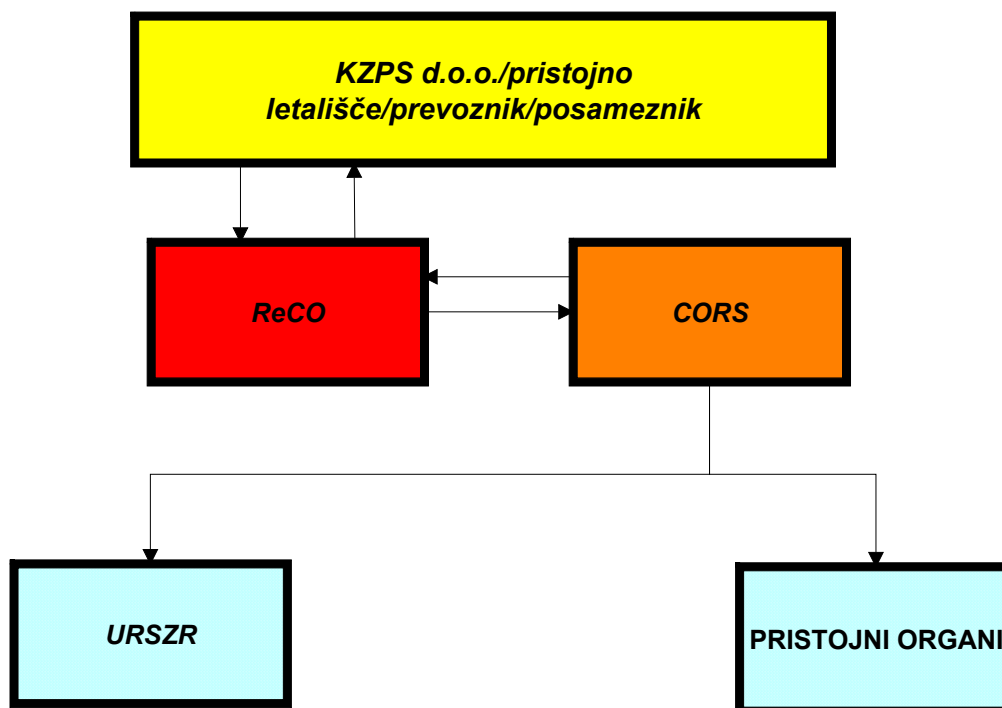 KZPS d.o.o./pristojno
letališče/prevoznik/posameznik
ReCO
CORS
URSZR
PRISTOJNI ORGANI